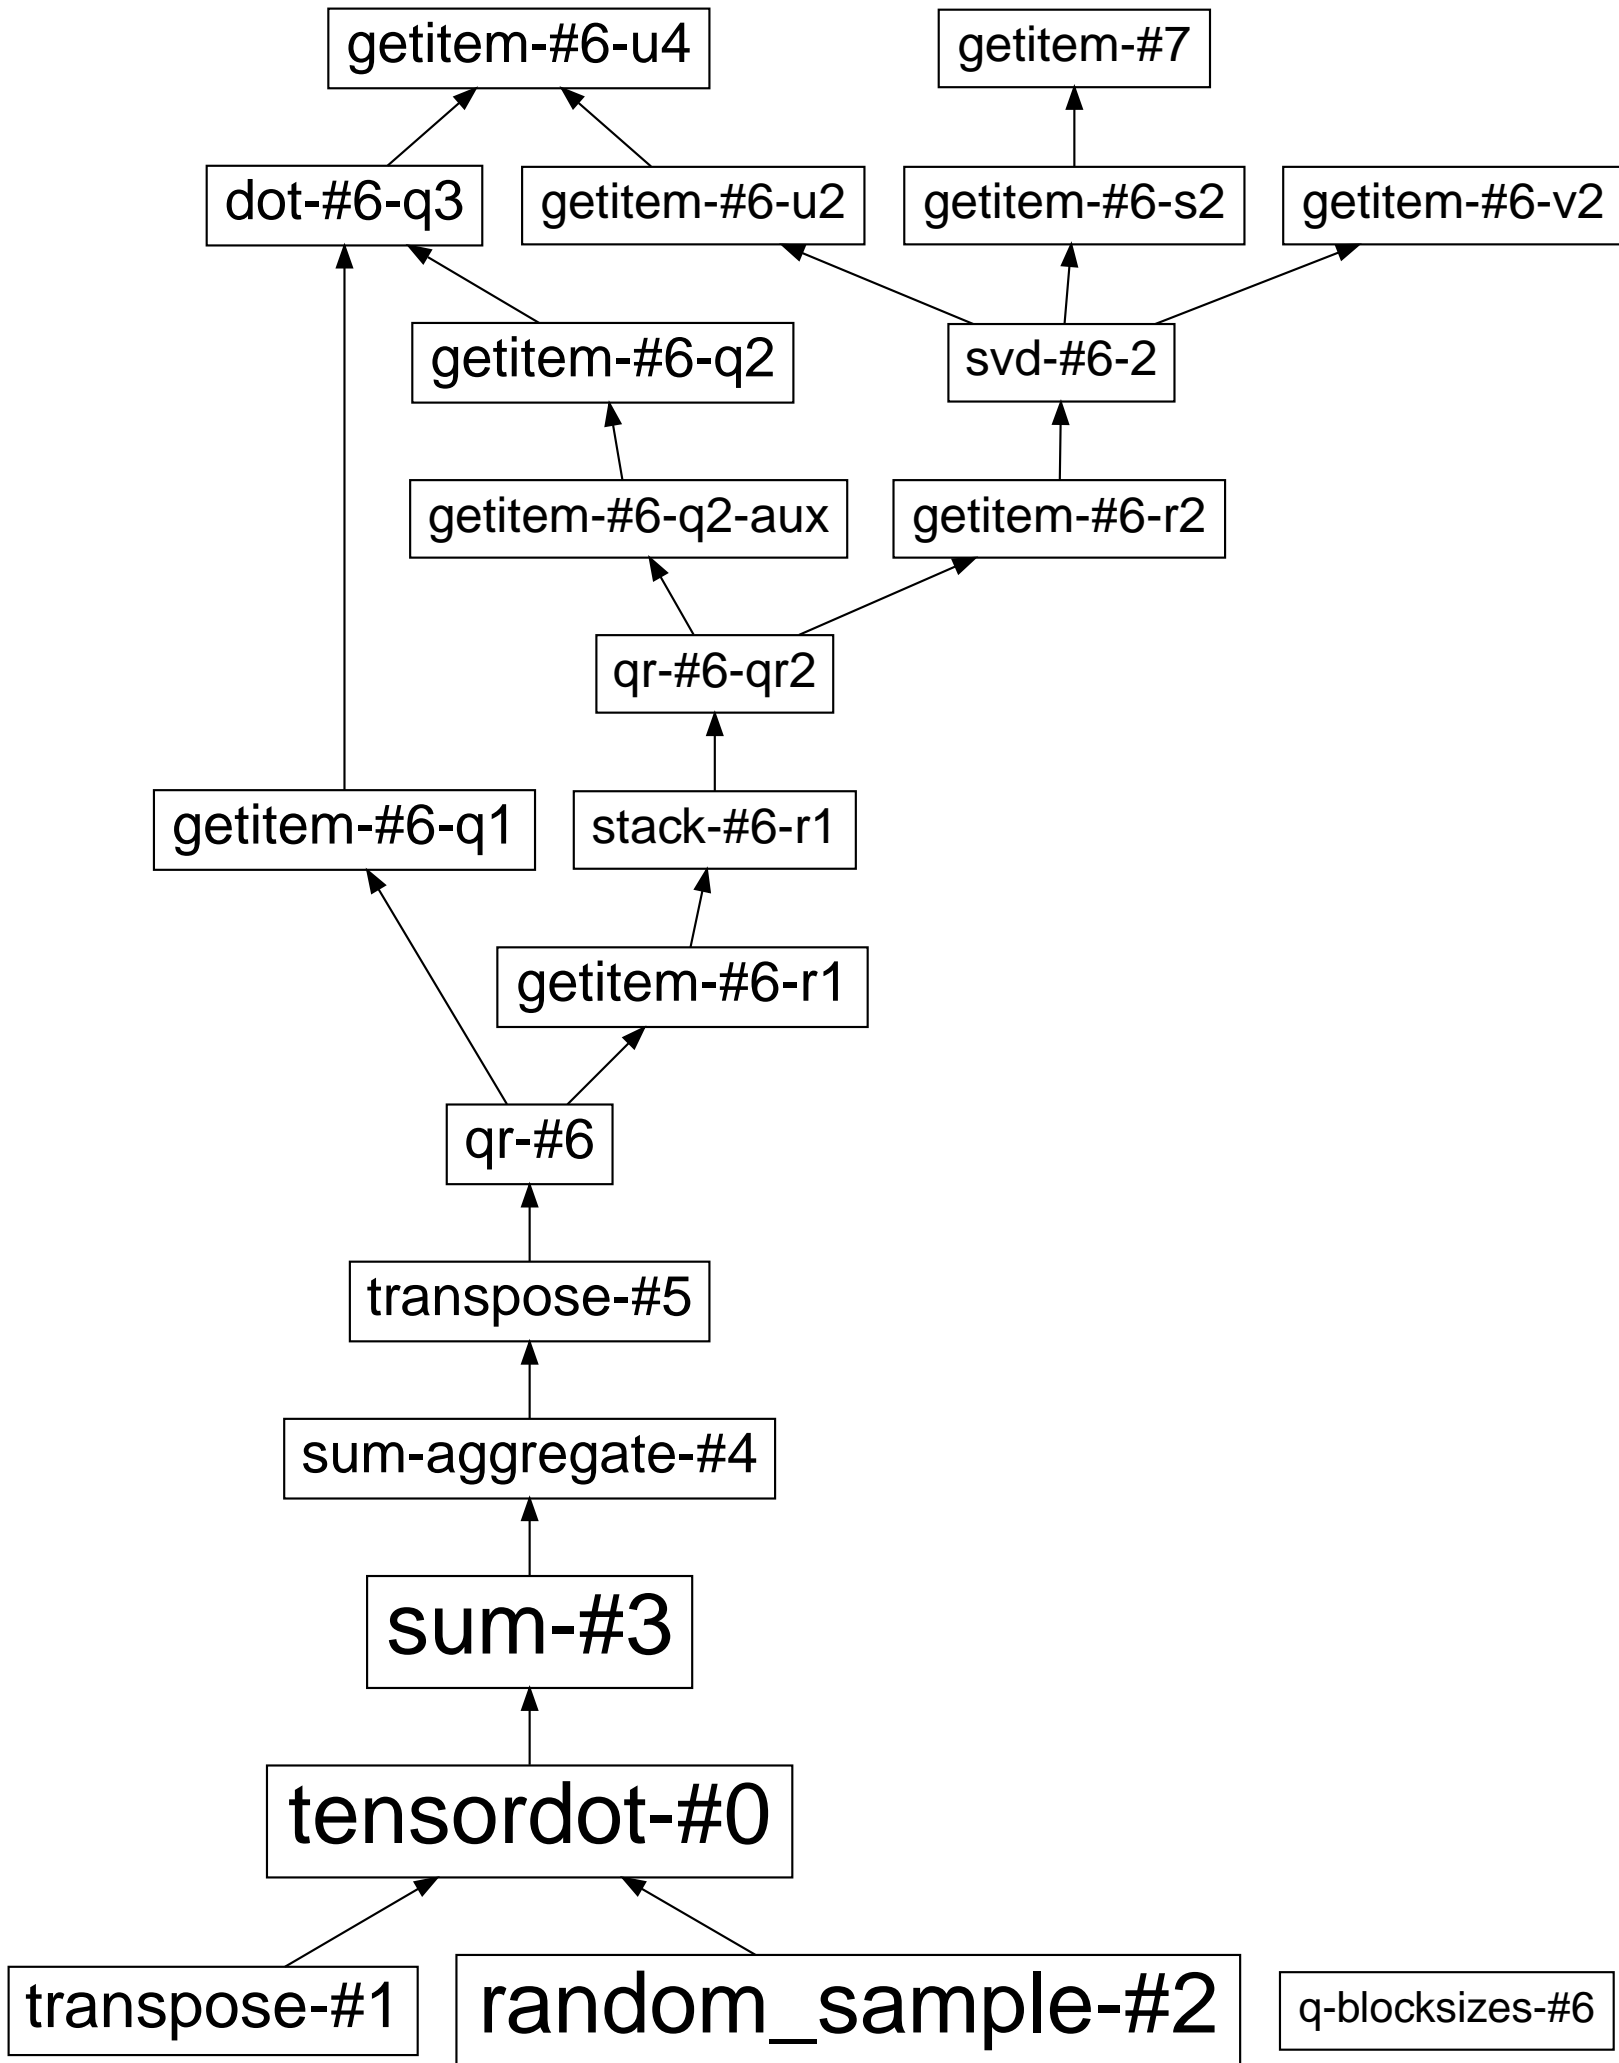 getitem-#6-u4
getitem-#7
dot-#6-q3
getitem-#6-u2
getitem-#6-s2
getitem-#6-v2
getitem-#6-q2
svd-#6-2
getitem-#6-q2-aux
getitem-#6-r2
qr-#6-qr2
getitem-#6-q1
stack-#6-r1
getitem-#6-r1
qr-#6
transpose-#5
sum-aggregate-#4
sum-#3
tensordot-#0
transpose-#1
random_sample-#2
q-blocksizes-#6